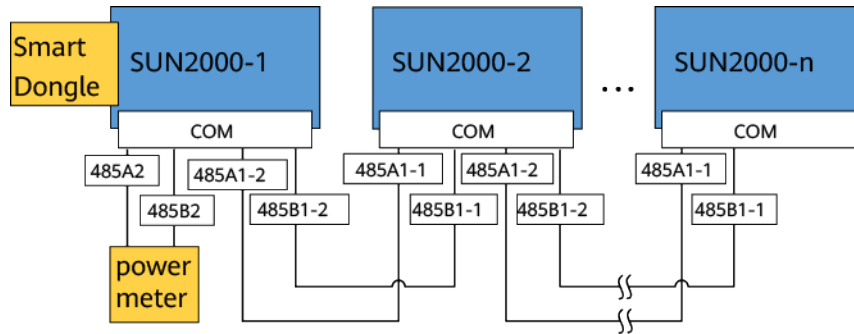 Smart
Dongle
SUN2000-1
SUN2000-2
...
SUN2000-n
COM
COM
COM
485A2
485A1-2
485A1-1
485A1-2
485A1-1
485B2
485B1-2
485B1-1
485B1-2
485B1-1
power
meter